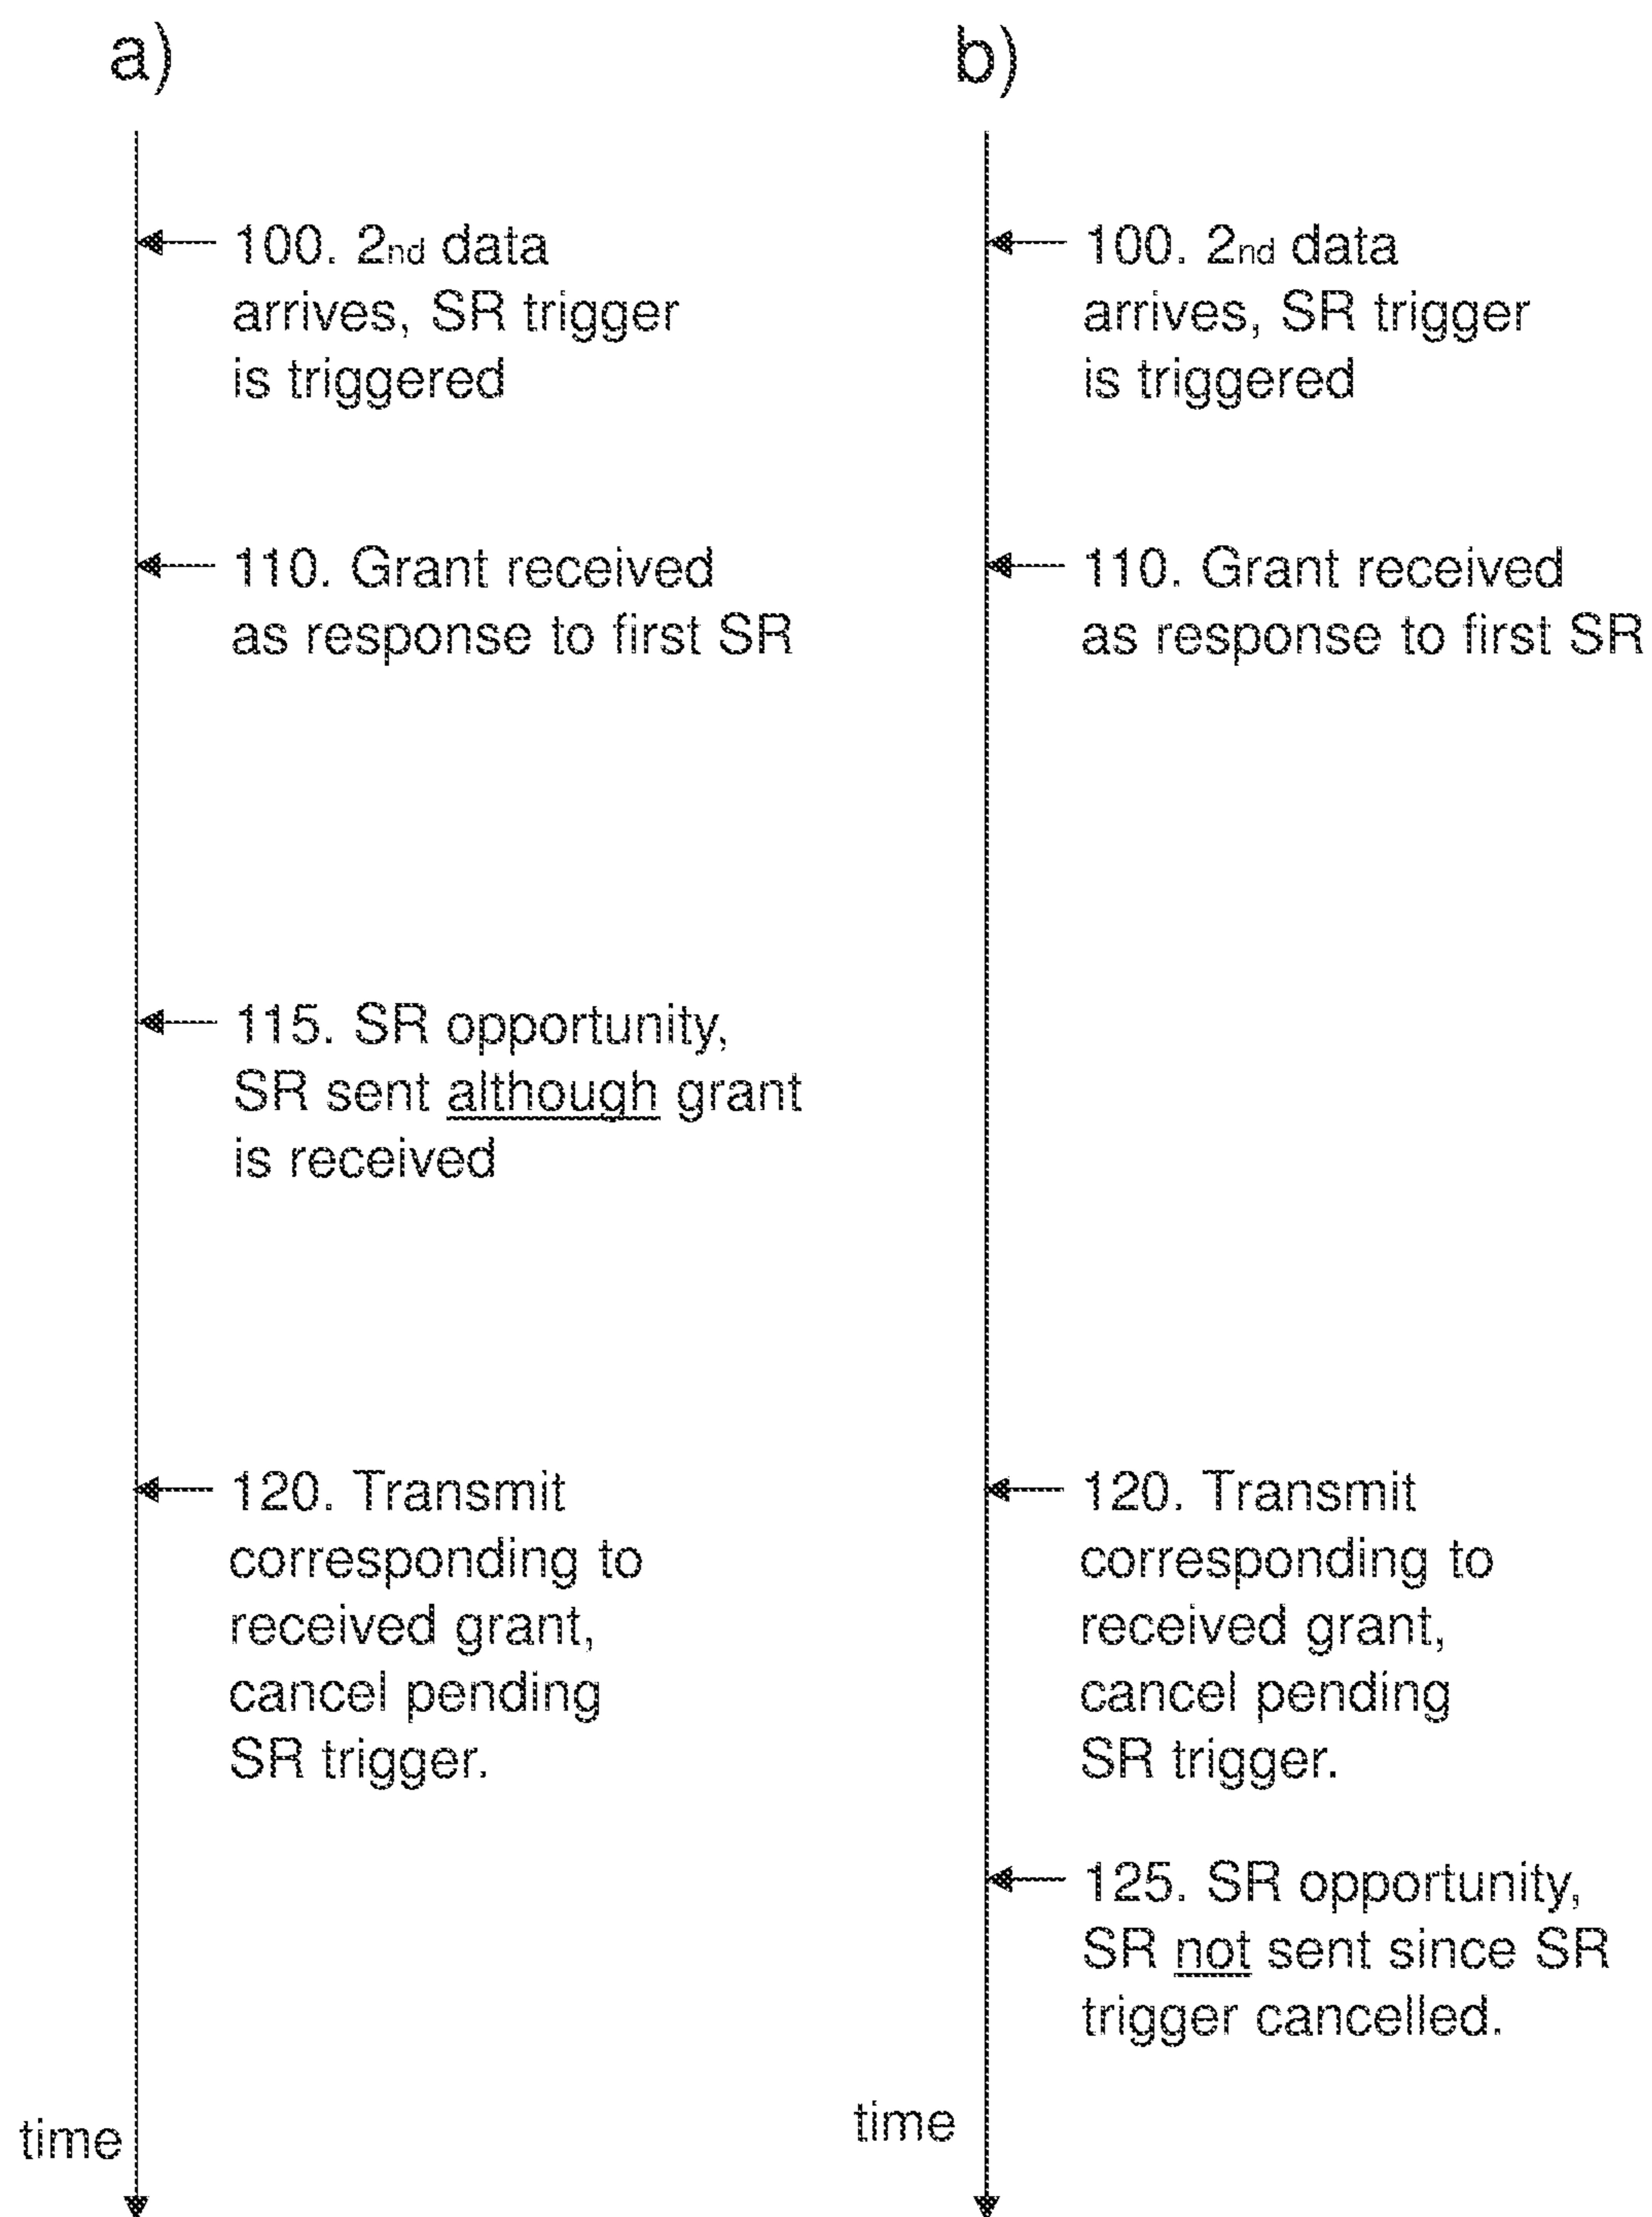 a)
100. 2nd data
arrives, SR trigger
is triggered
110. Grant received
as response to first SR
115. SR opportunity,
SR sent although grant
is received
120. Transmit
corresponding to
received grant,
cancel pending
SR trigger.
time
b)
100. 2nd data
arrives, SR trigger
is triggered
110. Grant received
as response to first SR
120. Transmit
corresponding to
received grant,
cancel pending
SR trigger.
125. SR opportunity,
SR not sent since SR
trigger cancelled.
time